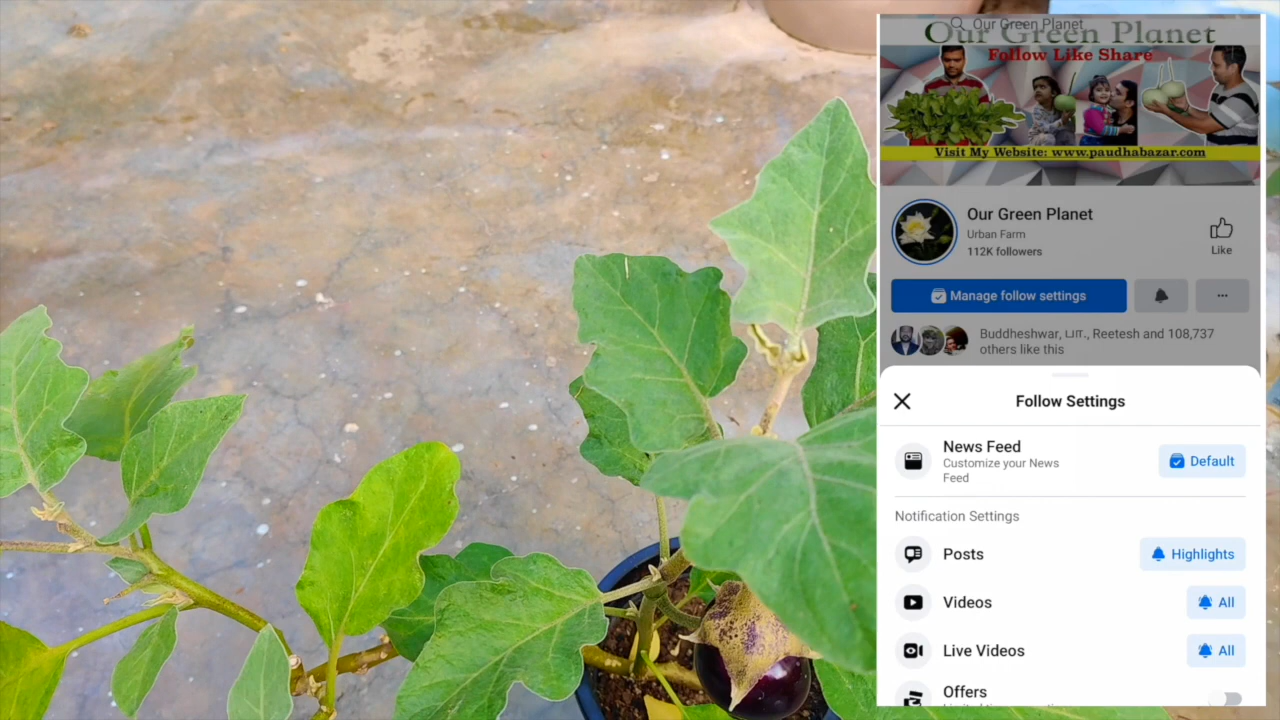 Our Green Planet
Our Green Planet
Follow Like Share
Visit My Website: www.paudhabazar.com
Our Green Planet
Urban Farm
112K followers
Like
Manage follow settings
Buddheshwar, Reetesh and 108,737
others like this
Follow Settings
News Feed
Customize your News
Feed
Default
Notification Settings
Posts
Highlights
Videos
All
Live Videos
All
Offers